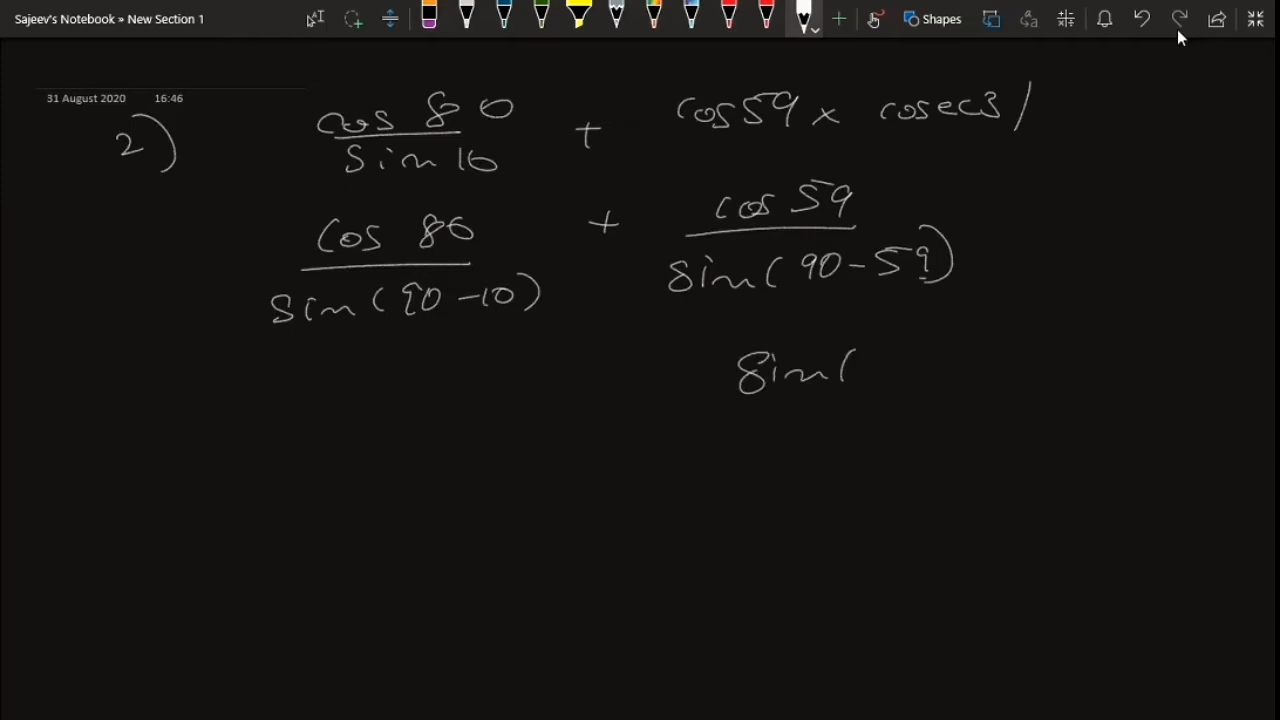 Sajeev's Notebook » New Section 1
Shapes
31 August 2020 16:46
2) cos 80 / sin 10 + cos 59 × cosec 31
cos 80 / sin(90-10) + cos 59 / sin(90-59)
sin(